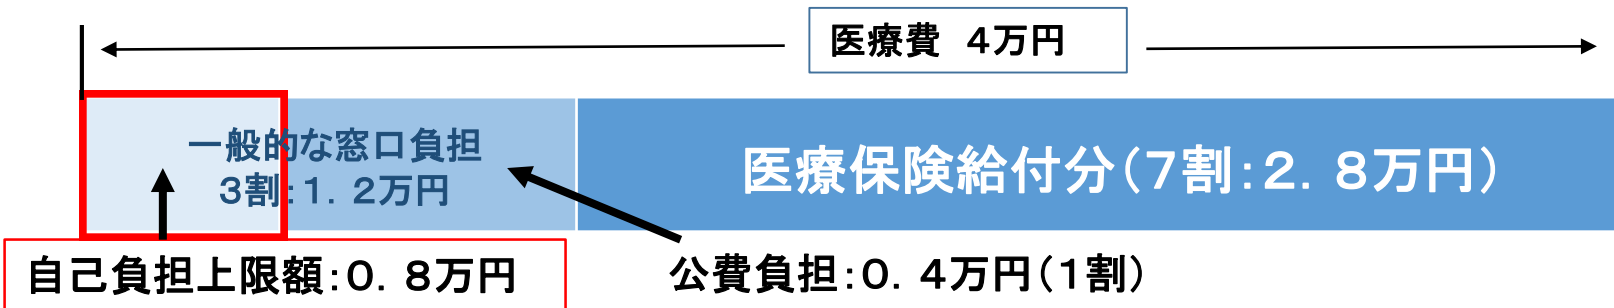 医療費　4万円
一般的な窓口負担
3割：1．2万円
医療保険給付分（7割：2．8万円）
自己負担上限額：0．8万円
公費負担：0．4万円（1割）